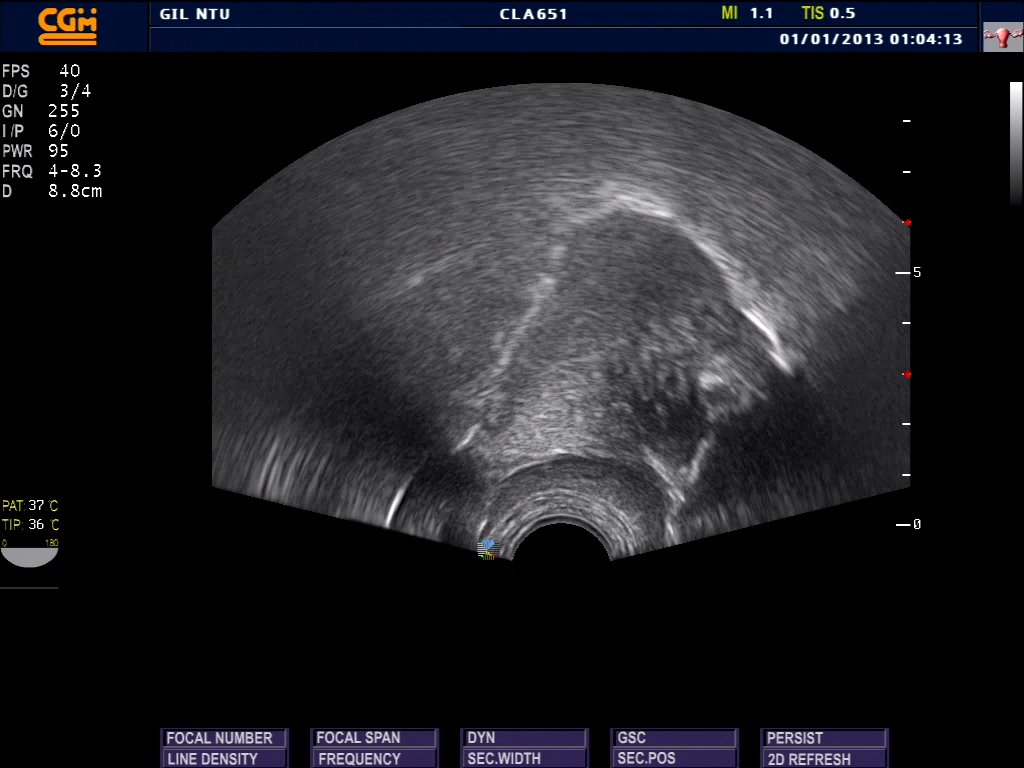 CGM
GIL NTU CLA651 MI 1.1 TIS 0.5
01/01/2013 01:04:13
FPS 40
D/G 3/4
GN 255
I/P 6/0
PWR 95
FRQ 4-8.3
D 8.8cm
5
PAT: 37 °C
TIP: 36 °C
0 180
0
FOCAL NUMBER FOCAL SPAN DYN GSC PERSIST
LINE DENSITY FREQUENCY SEC.WIDTH SEC.POS 2D REFRESH